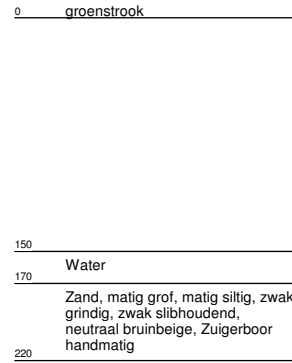 0 groenstrook
150
Water
170
Zand, matig grof, matig siltig, zwak
grindig, zwak slibhoudend,
neutraal bruinbeige, Zuigerboor
handmatig
220